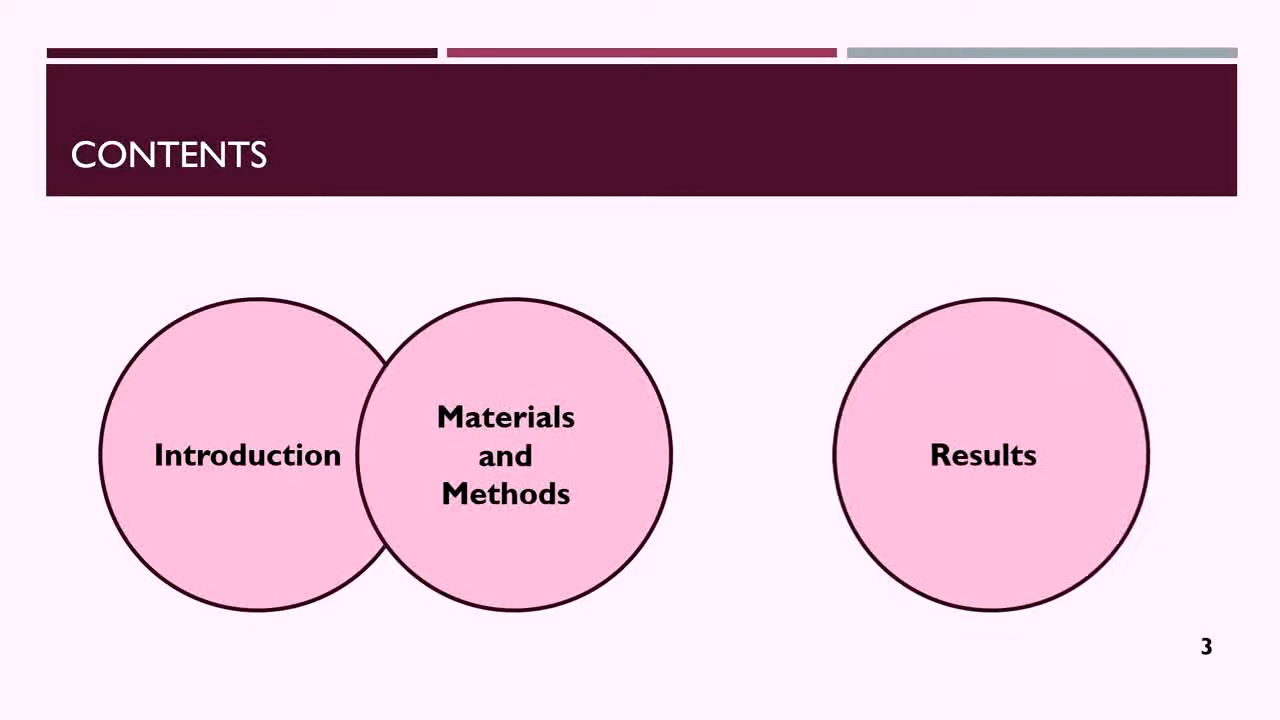 CONTENTS
Introduction
Materials
and
Methods
Results
3